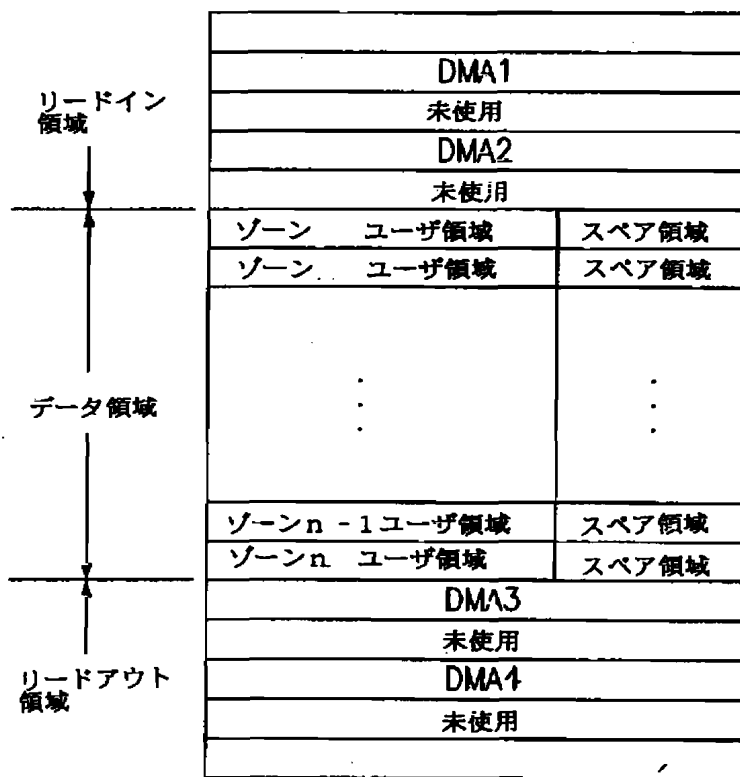 DMA1
リードイン
領域
未使用
DMA2
未使用
ゾーン ユーザ領域 スペア領域
ゾーン ユーザ領域 スペア領域
データ領域
ゾーンn - 1ユーザ領域 スペア領域
ゾーンn ユーザ領域 スペア領域
DMA3
未使用
リードアウト
領域
DMA4
未使用